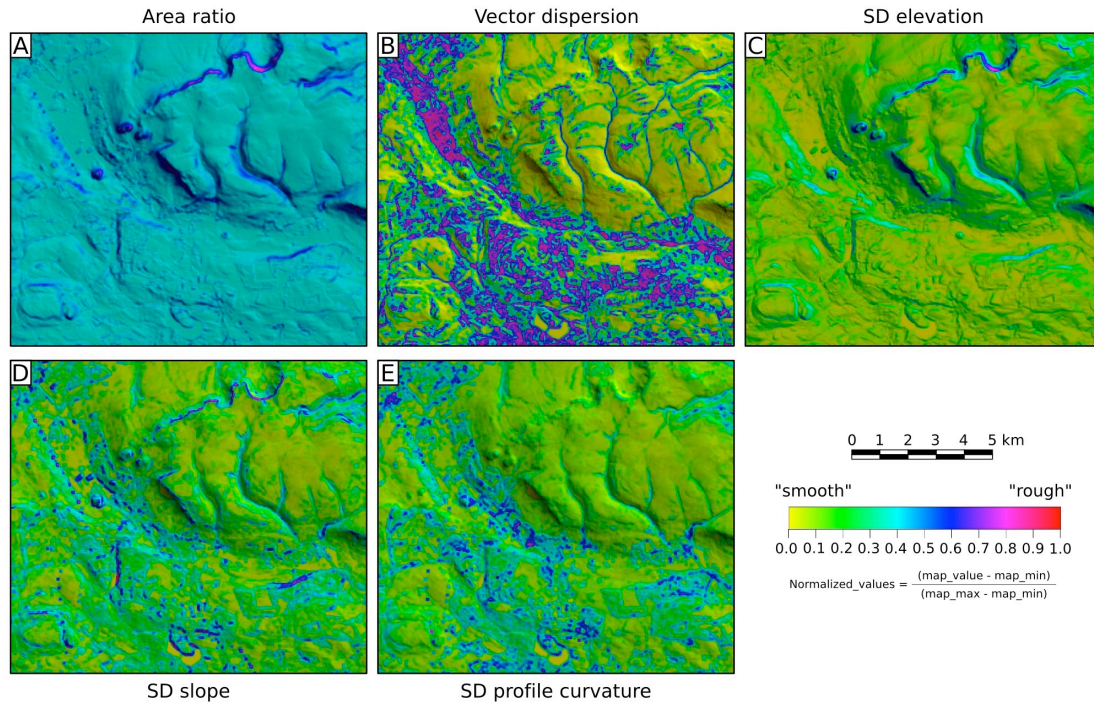 Area ratio
Vector dispersion
SD elevation
A
B
C
D
E
SD slope
SD profile curvature
0 1 2 3 4 5 km
"smooth" "rough"
0.0 0.1 0.2 0.3 0.4 0.5 0.6 0.7 0.8 0.9 1.0
(map_value - map_min)
Normalized_values =
(map_max - map_min)